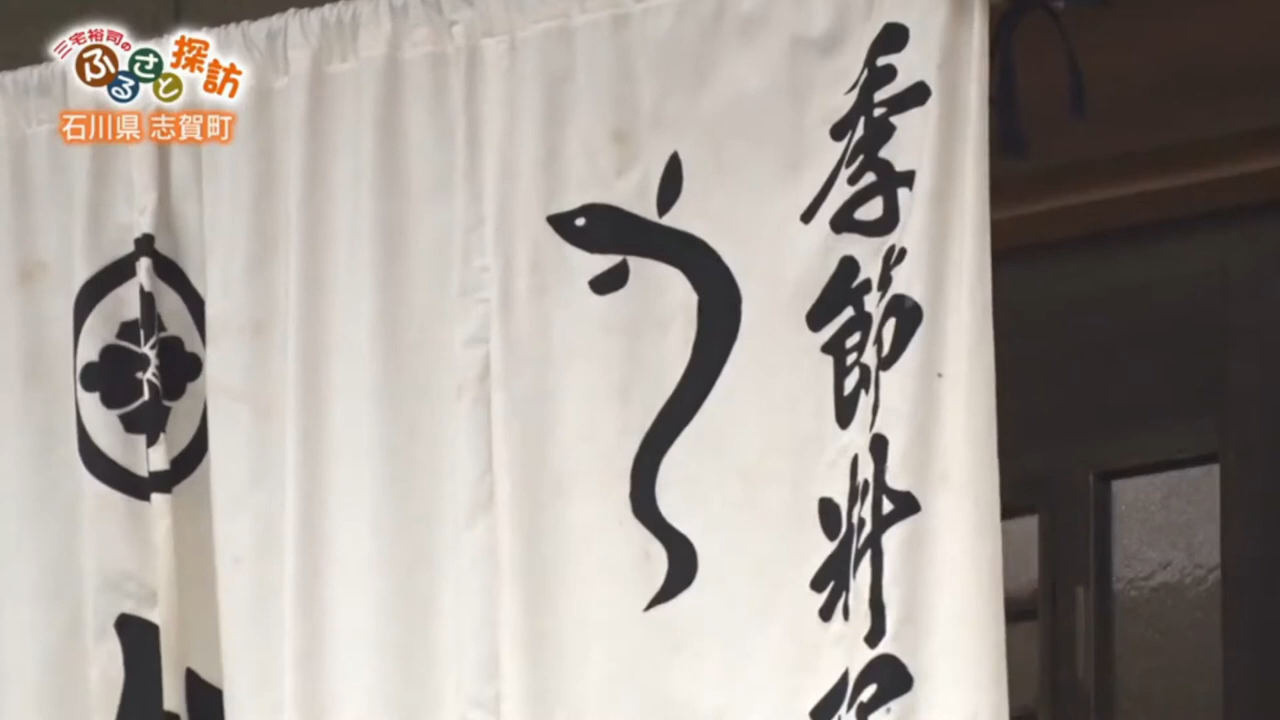 三宅裕司の
ふるさと探訪
石川県 志賀町
季節料理